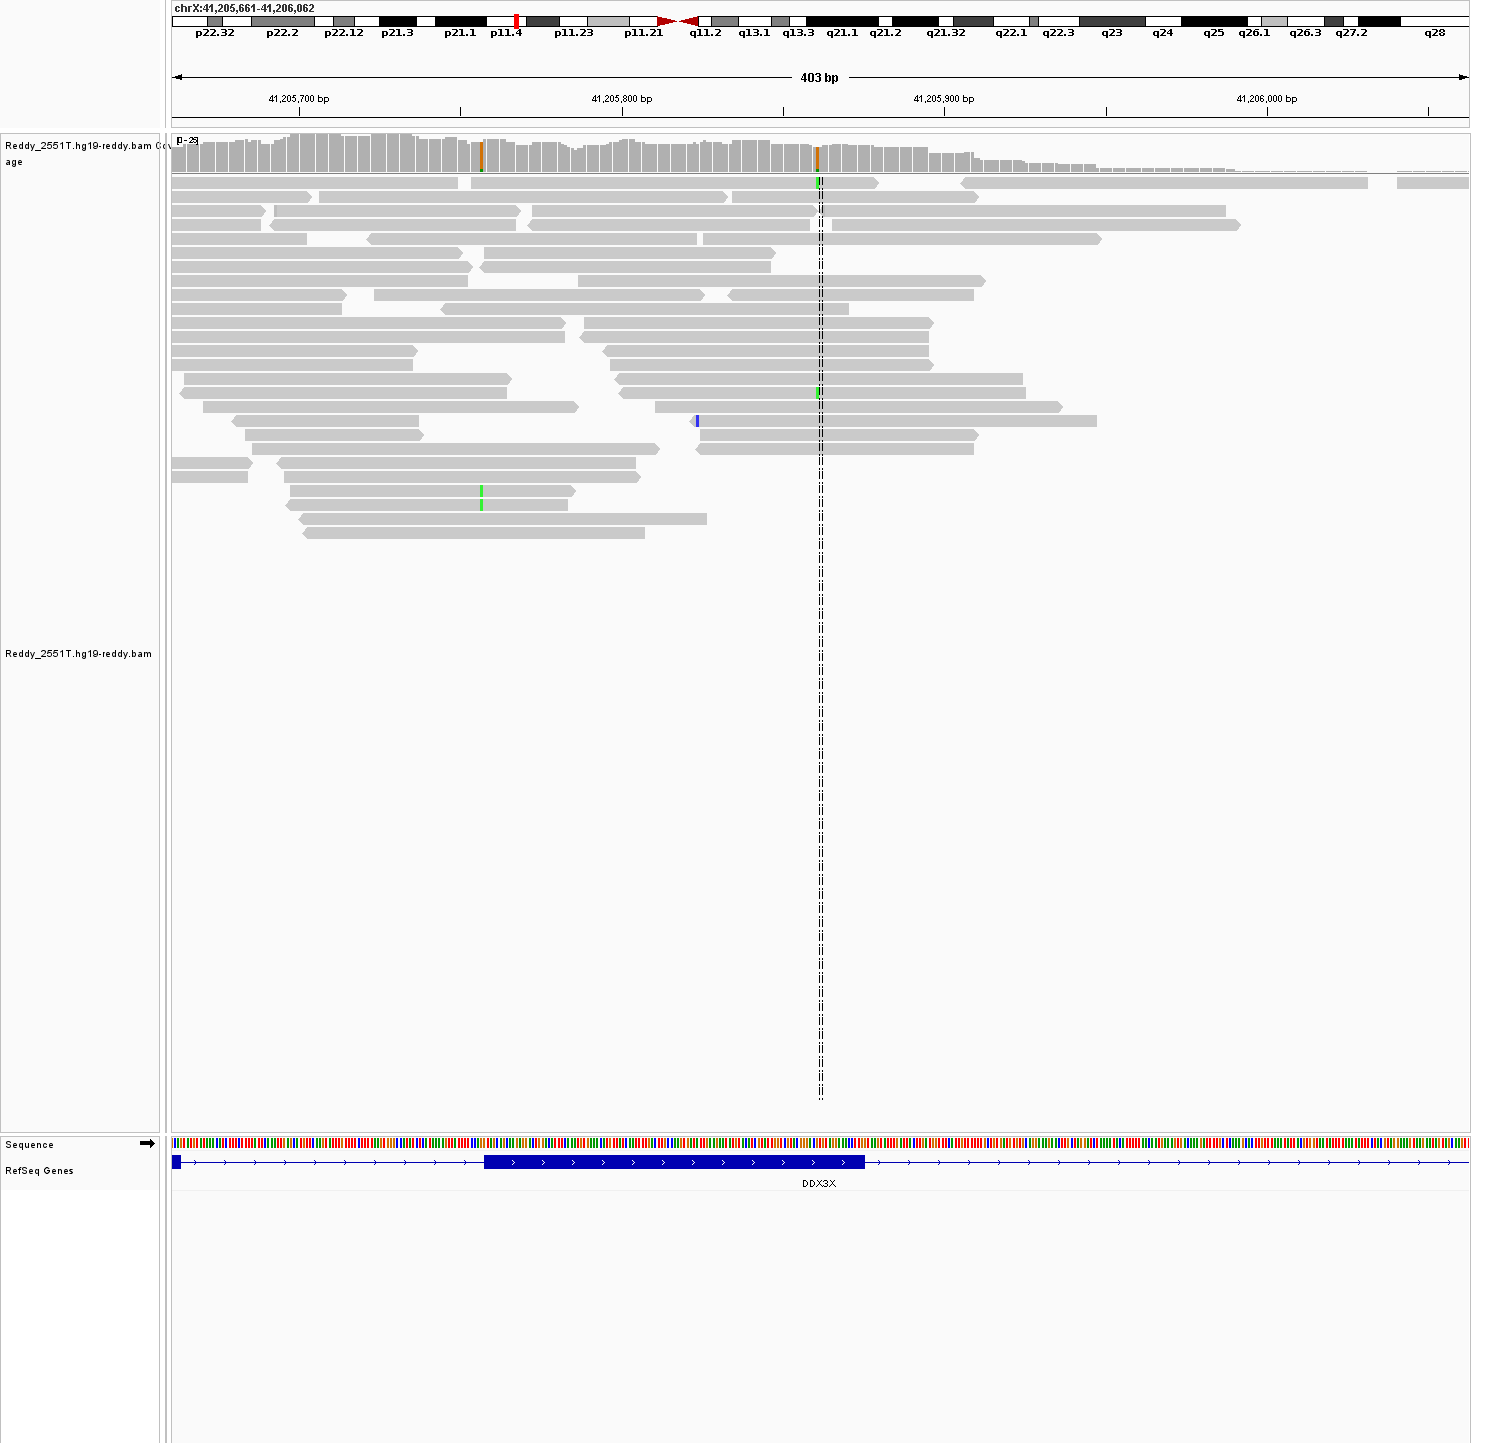 chrX:41,205,661-41,206,062
p22.32 p22.2 p22.12 p21.3 p21.1 p11.4 p11.23 p11.21 q11.2 q13.1 q13.3 q21.1 q21.2 q21.32 q22.1 q22.3 q23 q24 q25 q26.1 q26.3 q27.2 q28
403 bp
41,205,700 bp 41,205,800 bp 41,205,900 bp 41,206,000 bp
Reddy_2551T.hg19-reddy.bam
age
Reddy_2551T.hg19-reddy.bam
Sequence
RefSeq Genes
DDX3X